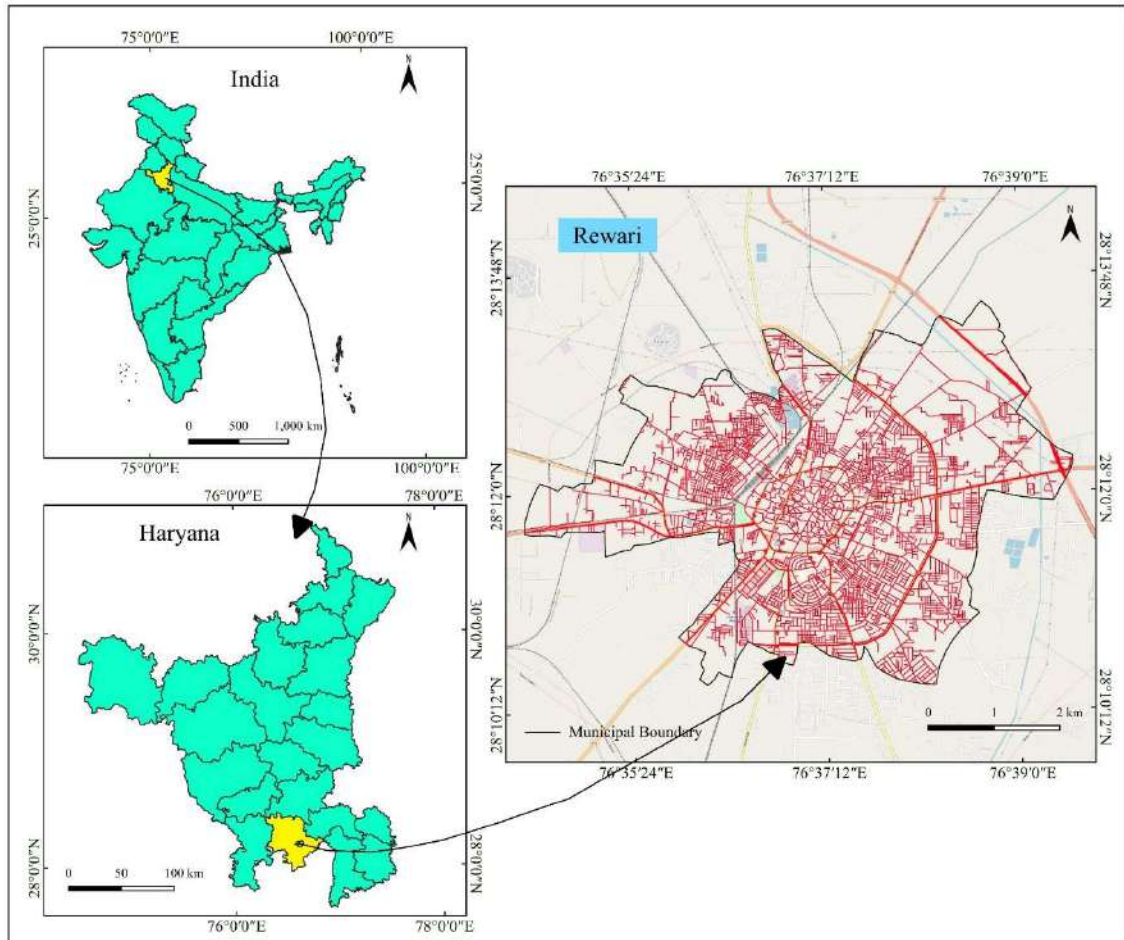 75°0'0"E 100°0'0"E
N
India
25°0'0"N
25°0'0"N
0 500 1,000 km
75°0'0"E 100°0'0"E
76°0'0"E 78°0'0"E
N
Haryana
30°0'0"N
30°0'0"N
28°0'0"N
28°0'0"N
0 50 100 km
76°0'0"E 78°0'0"E
76°35'24"E 76°37'12"E 76°39'0"E
N
Rewari
28°13'48"N
28°13'48"N
28°12'0"N
28°12'0"N
28°10'12"N
28°10'12"N
0 1 2 km
Municipal Boundary
76°35'24"E 76°37'12"E 76°39'0"E